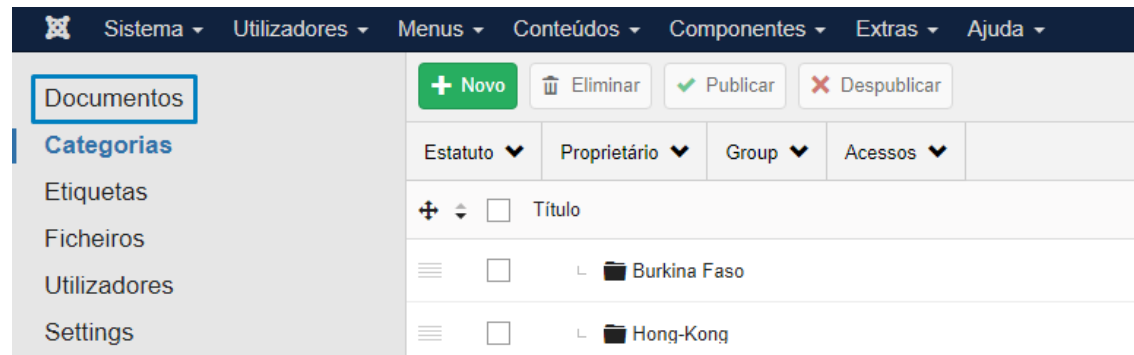 Sistema Utilizadores Menus Conteúdos Componentes Extras Ajuda
Documentos
Categorias
Etiquetas
Ficheiros
Utilizadores
Settings
Novo Eliminar Publicar Despublicar
Estatuto Proprietário Group Acessos
Título
Burkina Faso
Hong-Kong